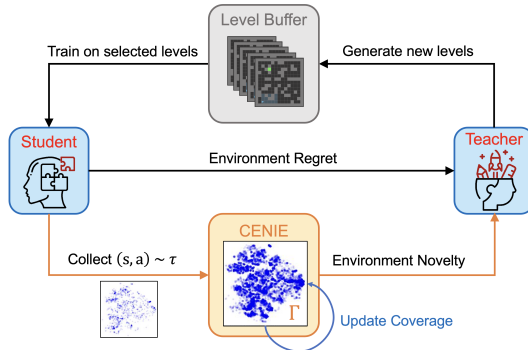 Level Buffer
Train on selected levels
Generate new levels
Student
Teacher
Environment Regret
CENIE
Collect (s, a) ~ τ
Environment Novelty
Γ
Update Coverage